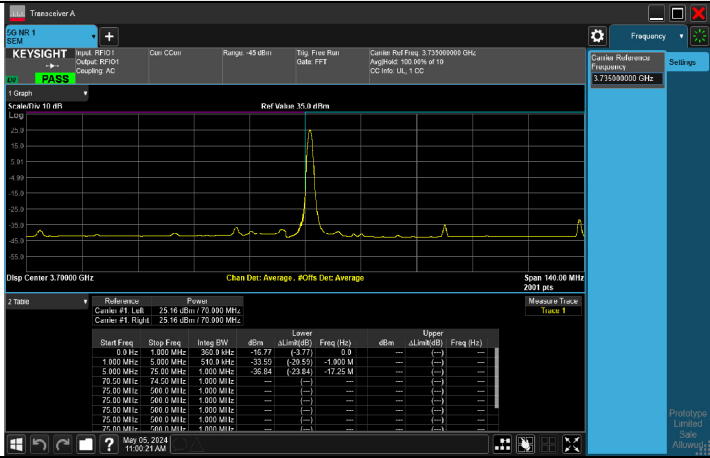 Transceiver A
5G NR 1
SEM
Frequency
KEYSIGHT
PASS
Input: RFIO1
Output: RFIO1
Coupling: AC
Corr CCorr
Range: -45 dBm
Trig: Free Run
Gate: FFT
Carrier Ref Freq: 3.735000000 GHz
Avg|Hold: 100.00% of 10
CC Info: UL, 1 CC
Carrier Reference
Frequency
3.735000000 GHz
Settings
1 Graph
Scale/Div 10 dB
Ref Value 35.0 dBm
Log
25.0
15.0
5.01
-4.99
-15.0
-25.0
-35.0
-45.0
-55.0
Disp Center 3.70000 GHz
Chan Det: Average, #Offs Det: Average
Span 140.00 MHz
2001 pts
2 Table
Reference Power
Carrier #1. Left 25.16 dBm / 70.000 MHz
Carrier #1. Right 25.16 dBm / 70.000 MHz
Measure Trace
Trace 1
Lower Upper
Start Freq Stop Freq Integ BW dBm ΔLimit(dB) Freq (Hz) dBm ΔLimit(dB) Freq (Hz)
0.0 Hz 1.000 MHz 360.0 kHz -16.77 (-3.77) 0.0 --- (---) ---
1.000 MHz 5.000 MHz 510.0 kHz -33.59 (-20.59) -1.000 M --- (---) ---
5.000 MHz 75.00 MHz 1.000 MHz -36.84 (-23.84) -17.25 M --- (---) ---
70.50 MHz 74.50 MHz 1.000 MHz --- (---) --- --- (---) ---
75.00 MHz 500.0 MHz 1.000 MHz --- (---) --- --- (---) ---
75.00 MHz 500.0 MHz 1.000 MHz --- (---) --- --- (---) ---
75.00 MHz 500.0 MHz 1.000 MHz --- (---) --- --- (---) ---
75.00 MHz 500.0 MHz 1.000 MHz --- (---) --- --- (---) ---
Prototype
Limited
Sale
Allowed
May 05, 2024
11:00:21 AM